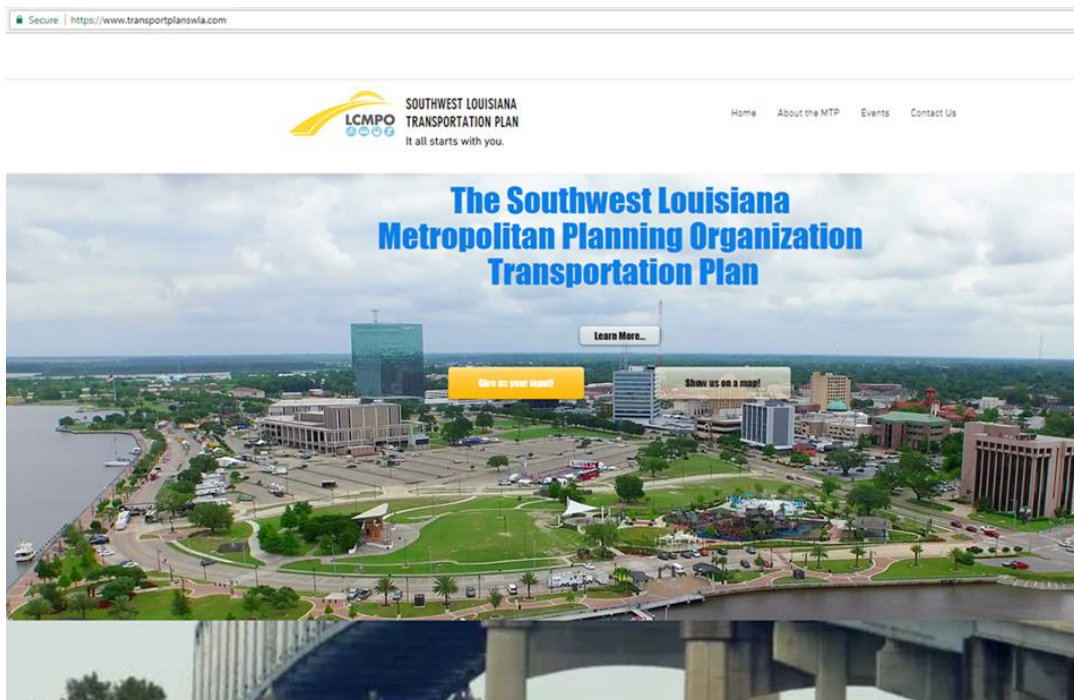 Secure | https://www.transportplanswla.com
LCMPO
SOUTHWEST LOUISIANA
TRANSPORTATION PLAN
It all starts with you.
Home About the MTP Events Contact Us
The Southwest Louisiana
Metropolitan Planning Organization
Transportation Plan
Learn More...
Give us your input! Show us on a map!